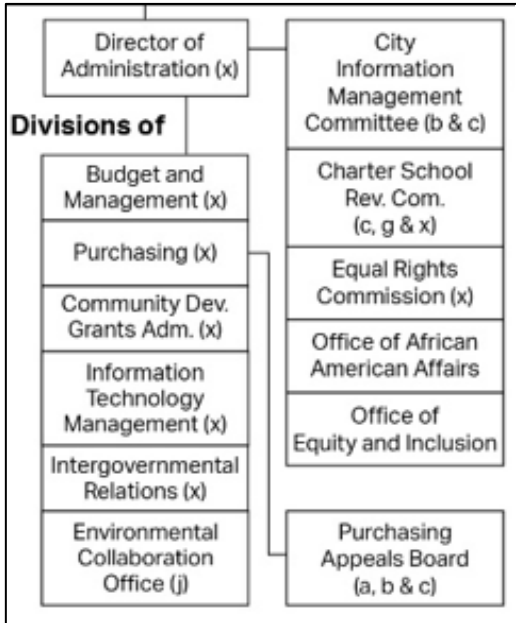 Director of
Administration (x)
Divisions of
Budget and
Management (x)
Purchasing (x)
Community Dev.
Grants Adm. (x)
Information
Technology
Management (x)
Intergovernmental
Relations (x)
Environmental
Collaboration
Office (j)
City
Information
Management
Committee (b & c)
Charter School
Rev. Com.
(c, g & x)
Equal Rights
Commission (x)
Office of African
American Affairs
Office of
Equity and Inclusion
Purchasing
Appeals Board
(a, b & c)